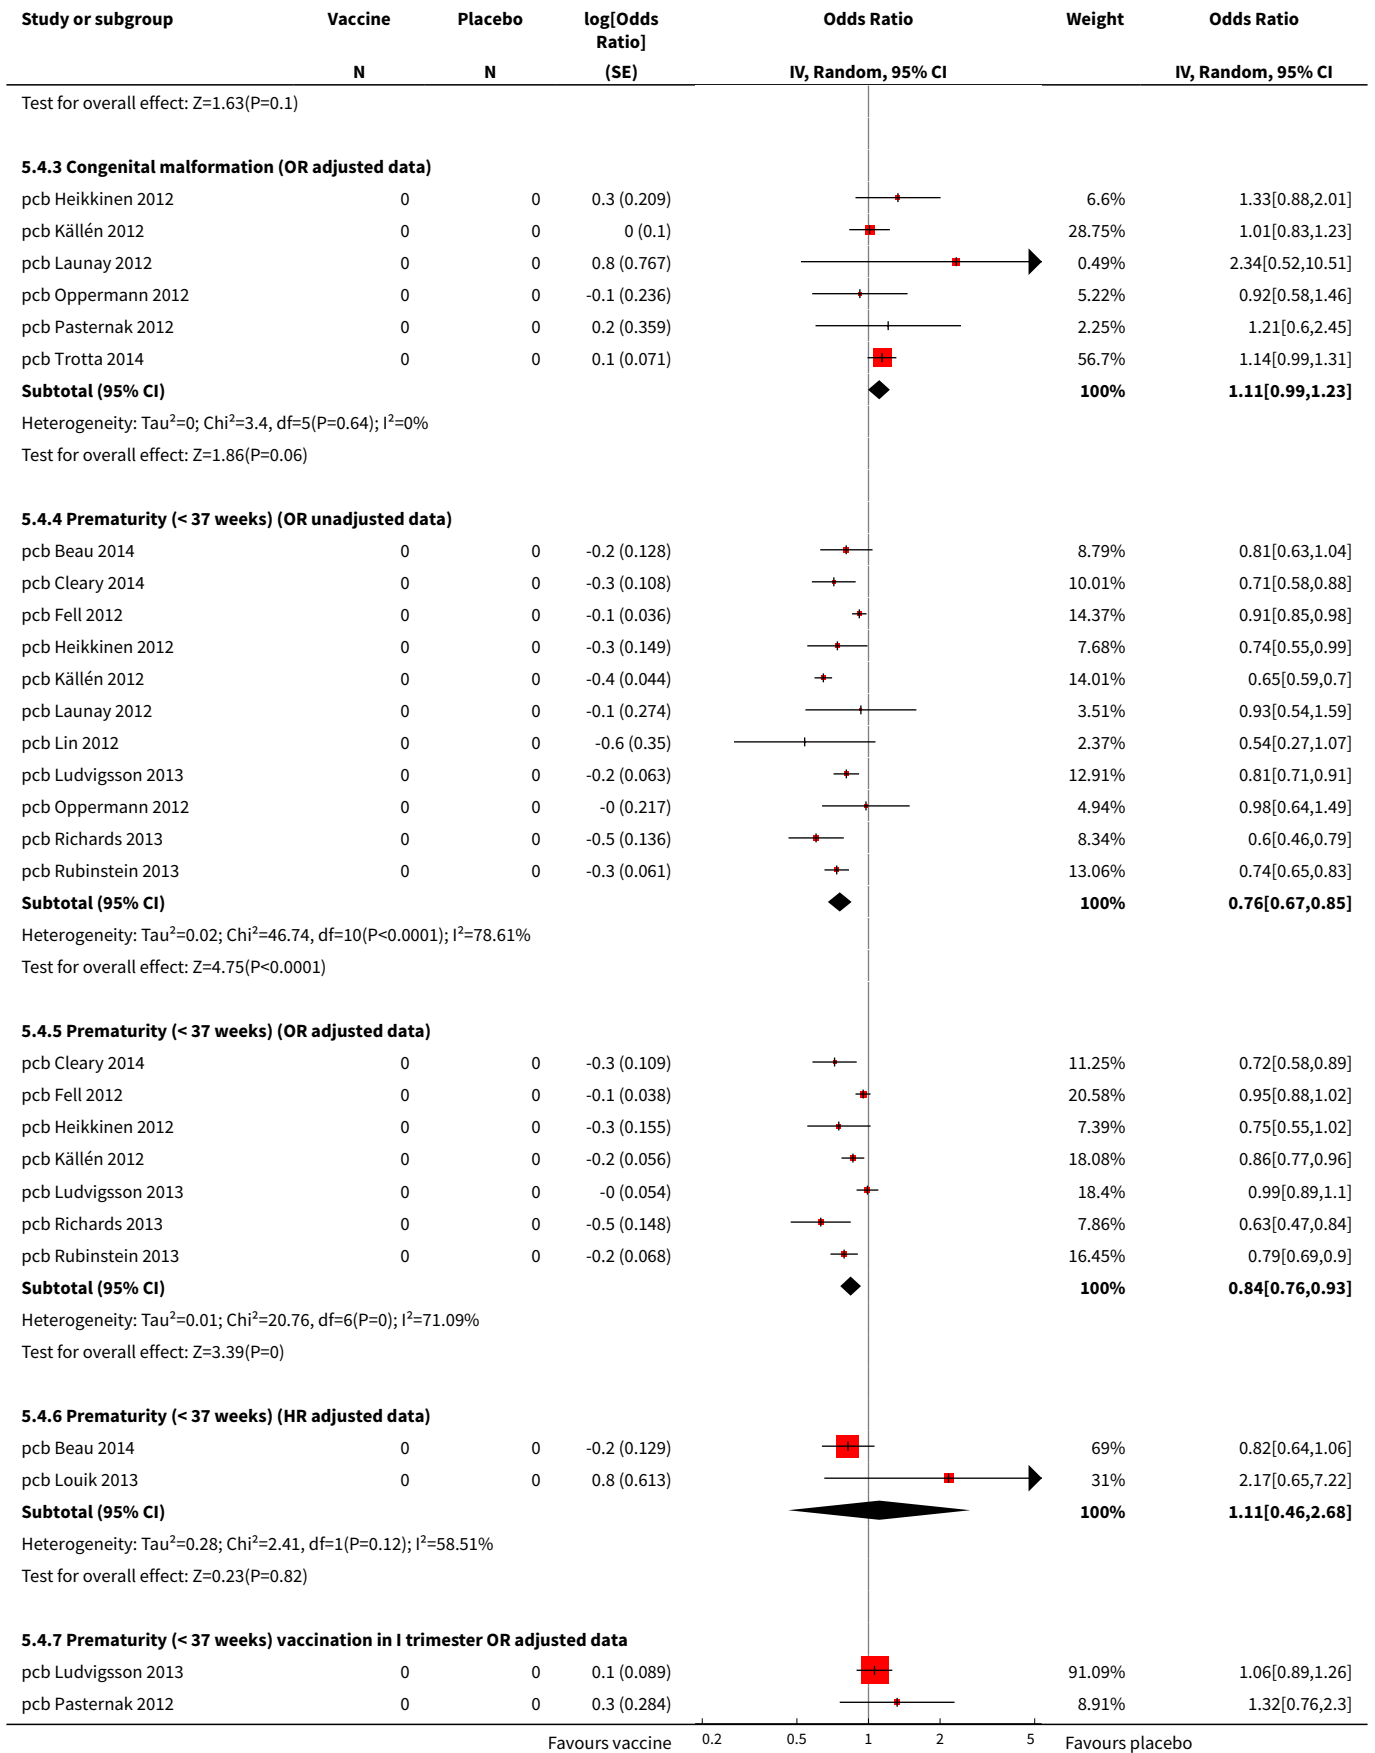 Study or subgroup Vaccine Placebo log[Odds Ratio] Odds Ratio Weight Odds Ratio
N N (SE) IV, Random, 95% CI IV, Random, 95% CI
Test for overall effect: Z=1.63(P=0.1)
5.4.3 Congenital malformation (OR adjusted data)
pcb Heikkinen 2012 0 0 0.3 (0.209) 6.6% 1.33[0.88,2.01]
pcb Källén 2012 0 0 0 (0.1) 28.75% 1.01[0.83,1.23]
pcb Launay 2012 0 0 0.8 (0.767) 0.49% 2.34[0.52,10.51]
pcb Oppermann 2012 0 0 -0.1 (0.236) 5.22% 0.92[0.58,1.46]
pcb Pasternak 2012 0 0 0.2 (0.359) 2.25% 1.21[0.6,2.45]
pcb Trotta 2014 0 0 0.1 (0.071) 56.7% 1.14[0.99,1.31]
Subtotal (95% CI) 100% 1.11[0.99,1.23]
Heterogeneity: Tau²=0; Chi²=3.4, df=5(P=0.64); I²=0%
Test for overall effect: Z=1.86(P=0.06)
5.4.4 Prematurity (< 37 weeks) (OR unadjusted data)
pcb Beau 2014 0 0 -0.2 (0.128) 8.79% 0.81[0.63,1.04]
pcb Cleary 2014 0 0 -0.3 (0.108) 10.01% 0.71[0.58,0.88]
pcb Fell 2012 0 0 -0.1 (0.036) 14.37% 0.91[0.85,0.98]
pcb Heikkinen 2012 0 0 -0.3 (0.149) 7.68% 0.74[0.55,0.99]
pcb Källén 2012 0 0 -0.4 (0.044) 14.01% 0.65[0.59,0.7]
pcb Launay 2012 0 0 -0.1 (0.274) 3.51% 0.93[0.54,1.59]
pcb Lin 2012 0 0 -0.6 (0.35) 2.37% 0.54[0.27,1.07]
pcb Ludvigsson 2013 0 0 -0.2 (0.063) 12.91% 0.81[0.71,0.91]
pcb Oppermann 2012 0 0 -0 (0.217) 4.94% 0.98[0.64,1.49]
pcb Richards 2013 0 0 -0.5 (0.136) 8.34% 0.6[0.46,0.79]
pcb Rubinstein 2013 0 0 -0.3 (0.061) 13.06% 0.74[0.65,0.83]
Subtotal (95% CI) 100% 0.76[0.67,0.85]
Heterogeneity: Tau²=0.02; Chi²=46.74, df=10(P<0.0001); I²=78.61%
Test for overall effect: Z=4.75(P<0.0001)
5.4.5 Prematurity (< 37 weeks) (OR adjusted data)
pcb Cleary 2014 0 0 -0.3 (0.109) 11.25% 0.72[0.58,0.89]
pcb Fell 2012 0 0 -0.1 (0.038) 20.58% 0.95[0.88,1.02]
pcb Heikkinen 2012 0 0 -0.3 (0.155) 7.39% 0.75[0.55,1.02]
pcb Källén 2012 0 0 -0.2 (0.056) 18.08% 0.86[0.77,0.96]
pcb Ludvigsson 2013 0 0 -0 (0.054) 18.4% 0.99[0.89,1.1]
pcb Richards 2013 0 0 -0.5 (0.148) 7.86% 0.63[0.47,0.84]
pcb Rubinstein 2013 0 0 -0.2 (0.068) 16.45% 0.79[0.69,0.9]
Subtotal (95% CI) 100% 0.84[0.76,0.93]
Heterogeneity: Tau²=0.01; Chi²=20.76, df=6(P=0); I²=71.09%
Test for overall effect: Z=3.39(P=0)
5.4.6 Prematurity (< 37 weeks) (HR adjusted data)
pcb Beau 2014 0 0 -0.2 (0.129) 69% 0.82[0.64,1.06]
pcb Louik 2013 0 0 0.8 (0.613) 31% 2.17[0.65,7.22]
Subtotal (95% CI) 100% 1.11[0.46,2.68]
Heterogeneity: Tau²=0.28; Chi²=2.41, df=1(P=0.12); I²=58.51%
Test for overall effect: Z=0.23(P=0.82)
5.4.7 Prematurity (< 37 weeks) vaccination in I trimester OR adjusted data
pcb Ludvigsson 2013 0 0 0.1 (0.089) 91.09% 1.06[0.89,1.26]
pcb Pasternak 2012 0 0 0.3 (0.284) 8.91% 1.32[0.76,2.3]
Favours vaccine 0.2 0.5 1 2 5 Favours placebo